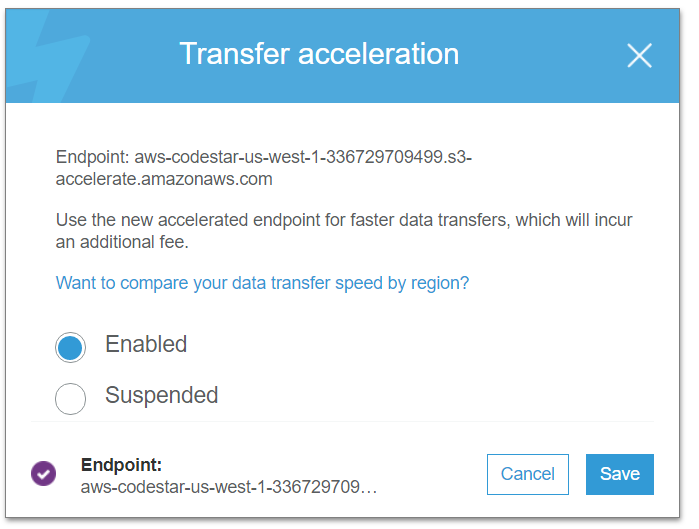 Transfer acceleration
Endpoint: aws-codestar-us-west-1-336729709499.s3-
accelerate.amazonaws.com
Use the new accelerated endpoint for faster data transfers, which will incur
an additional fee.
Want to compare your data transfer speed by region?
Enabled
Suspended
Endpoint:
aws-codestar-us-west-1-336729709…
Cancel
Save